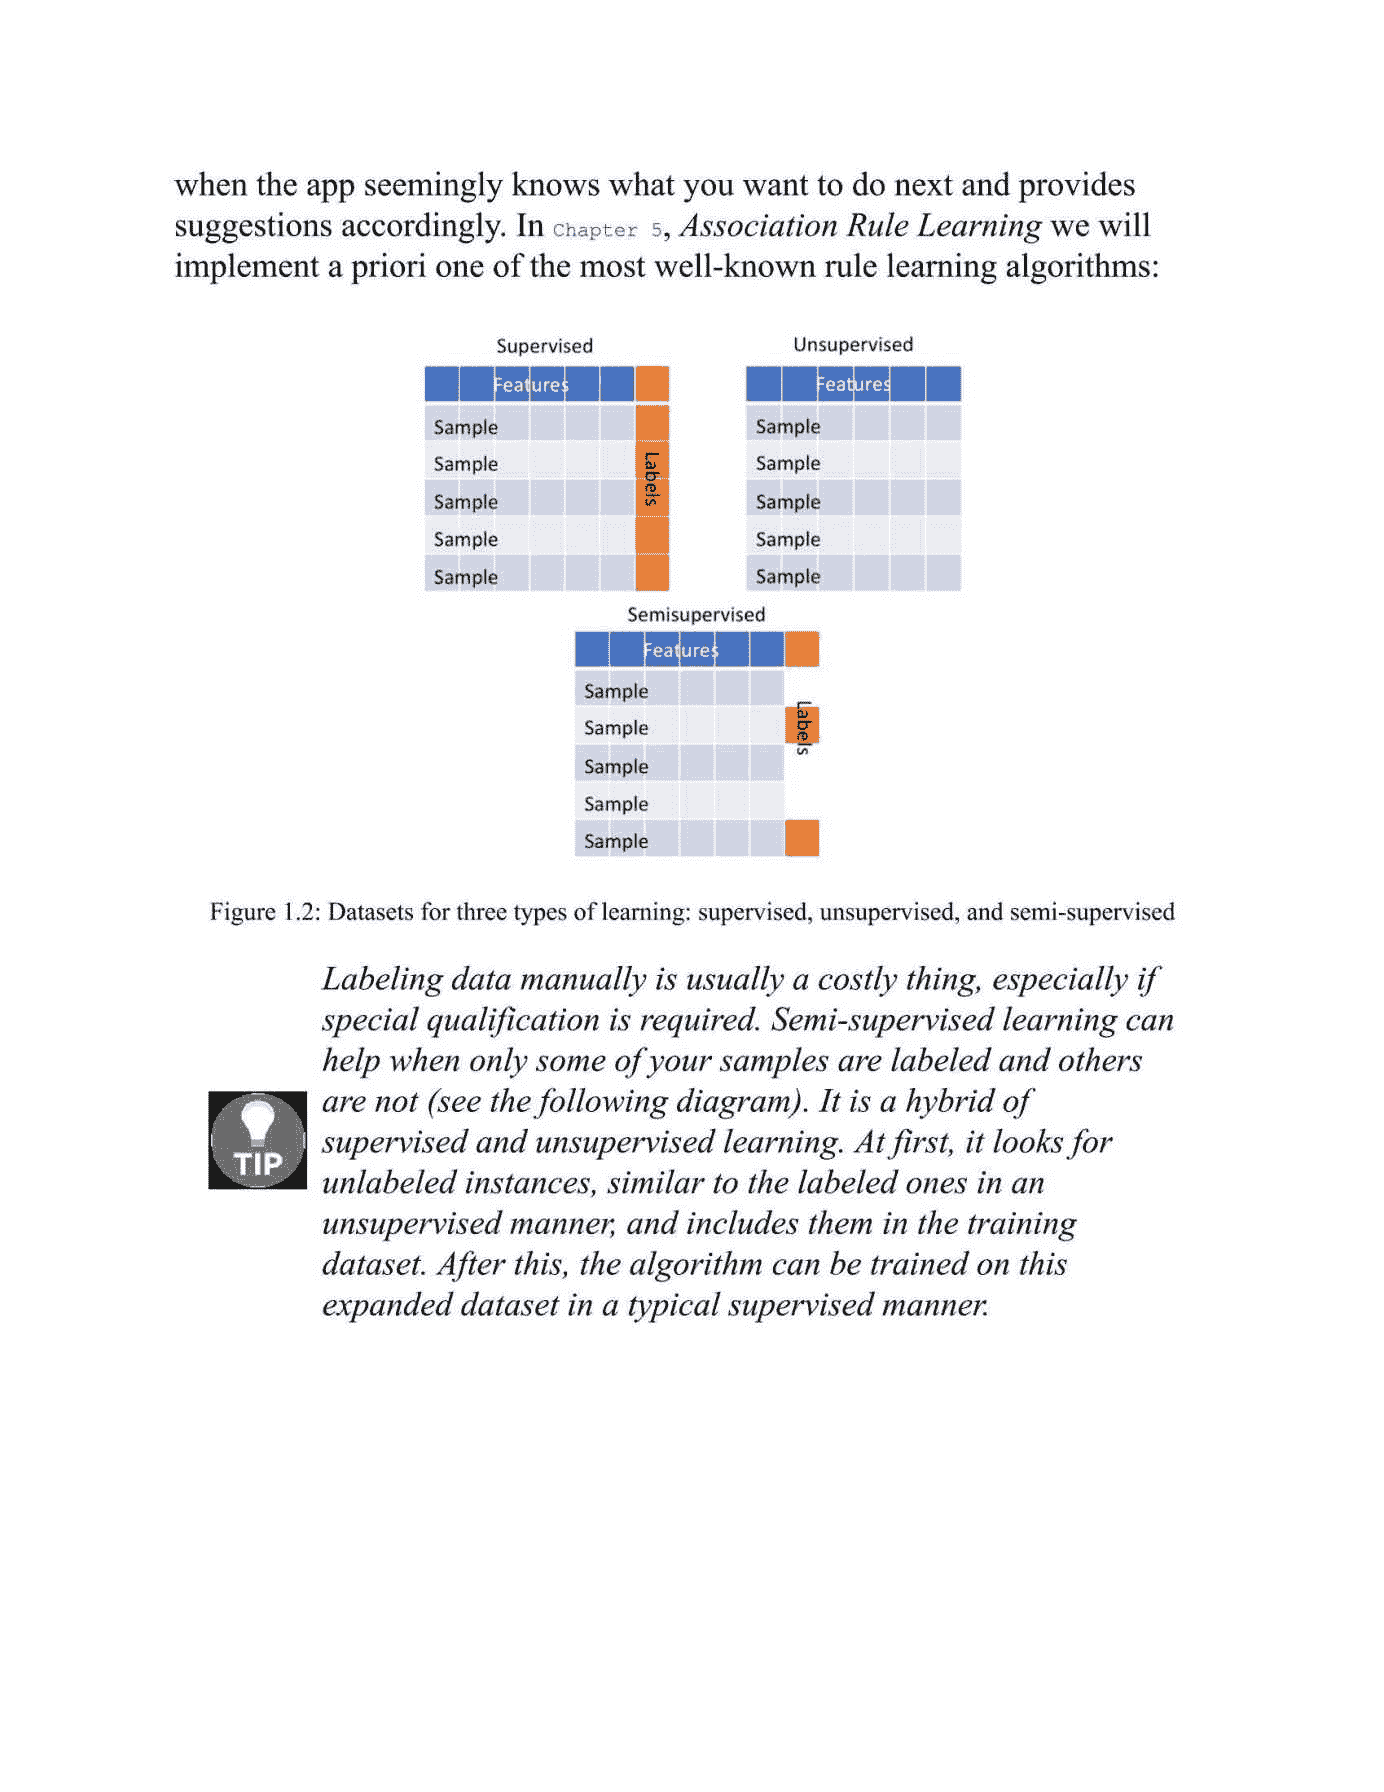 when the app seemingly knows what you want to do next and provides
suggestions accordingly. In Chapter 5, Association Rule Learning we will
implement a priori one of the most well-known rule learning algorithms:
Supervised
Features
Sample
Sample
Sample
Sample
Sample
Labels
Unsupervised
Features
Sample
Sample
Sample
Sample
Sample
Semisupervised
Features
Sample
Sample
Sample
Sample
Sample
Labels
Figure 1.2: Datasets for three types of learning: supervised, unsupervised, and semi-supervised
TIP
Labeling data manually is usually a costly thing, especially if
special qualification is required. Semi-supervised learning can
help when only some of your samples are labeled and others
are not (see the following diagram). It is a hybrid of
supervised and unsupervised learning. At first, it looks for
unlabeled instances, similar to the labeled ones in an
unsupervised manner, and includes them in the training
dataset. After this, the algorithm can be trained on this
expanded dataset in a typical supervised manner.